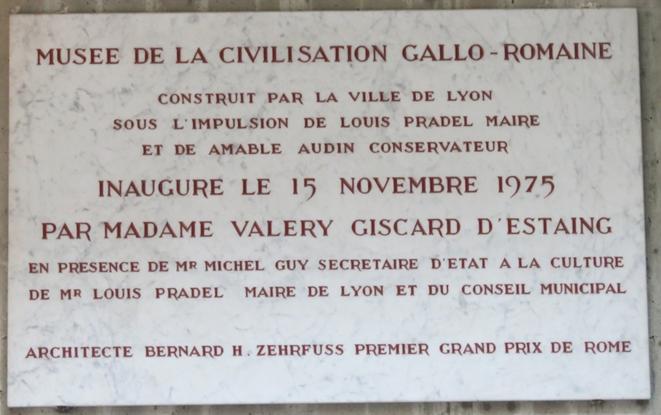 MUSEE DE LA CIVILISATION GALLO-ROMAINE
CONSTRUIT PAR LA VILLE DE LYON
SOUS L'IMPULSION DE LOUIS PRADEL MAIRE
ET DE AMABLE AUDIN CONSERVATEUR
INAUGURE LE 15 NOVEMBRE 1975
PAR MADAME VALERY GISCARD D'ESTAING
EN PRESENCE DE MR MICHEL GUY SECRETAIRE D'ETAT A LA CULTURE
DE MR LOUIS PRADEL MAIRE DE LYON ET DU CONSEIL MUNICIPAL
ARCHITECTE BERNARD H. ZEHRFUSS PREMIER GRAND PRIX DE ROME